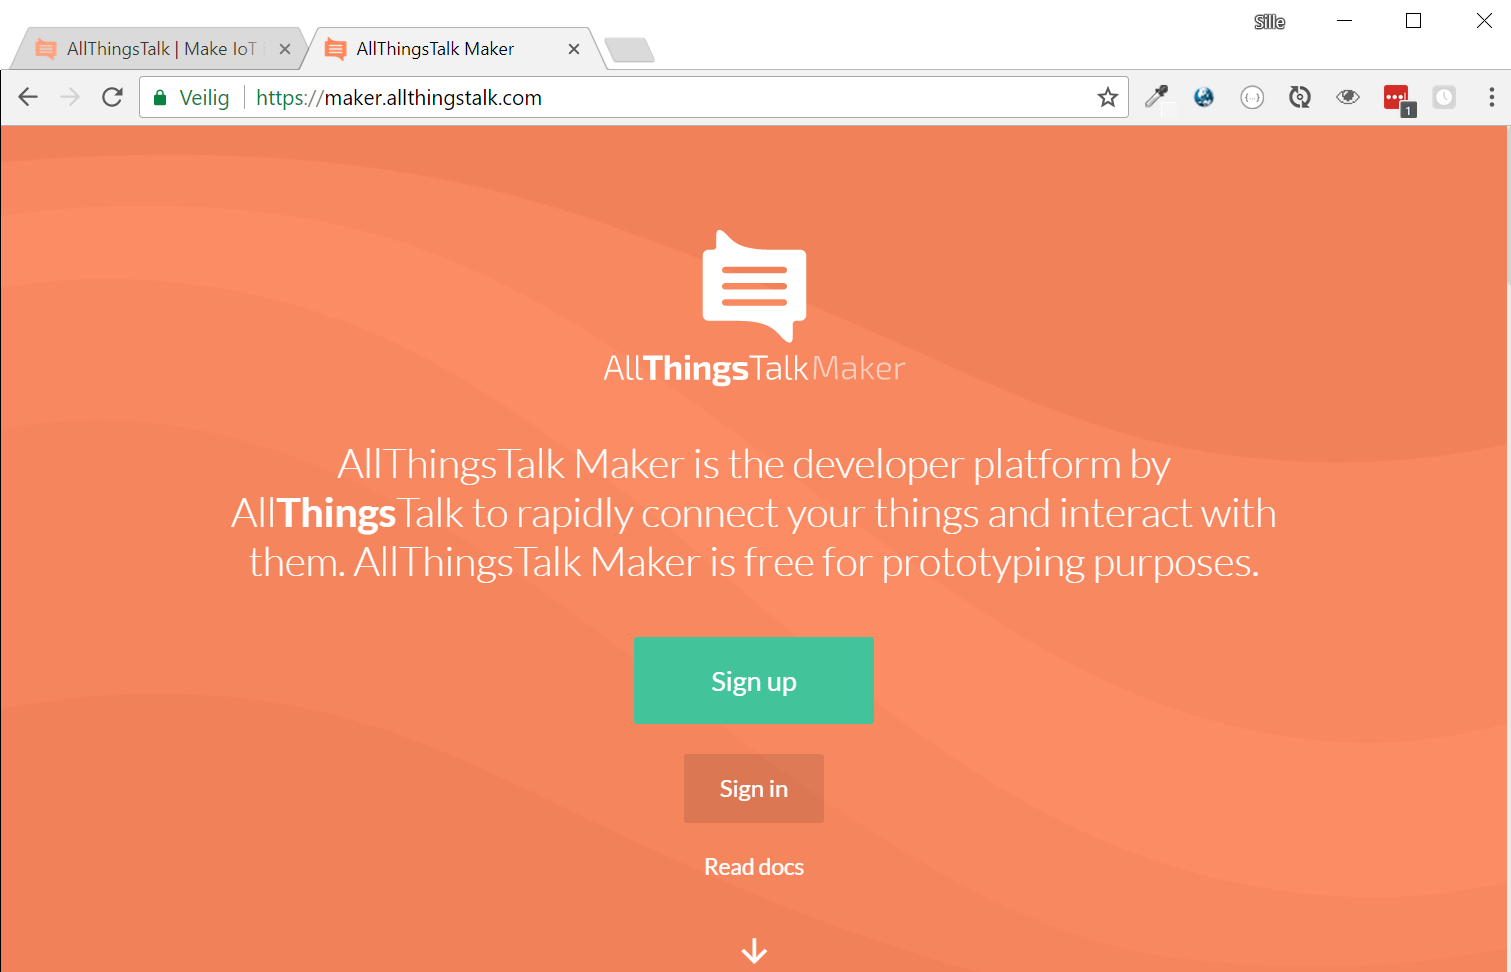 Sille
AllThingsTalk | Make IoT
AllThingsTalk Maker
Veilig
https://maker.allthingstalk.com
1
AllThingsTalk Maker
AllThingsTalk Maker is the developer platform by
AllThingsTalk to rapidly connect your things and interact with
them. AllThingsTalk Maker is free for prototyping purposes.
Sign up
Sign in
Read docs